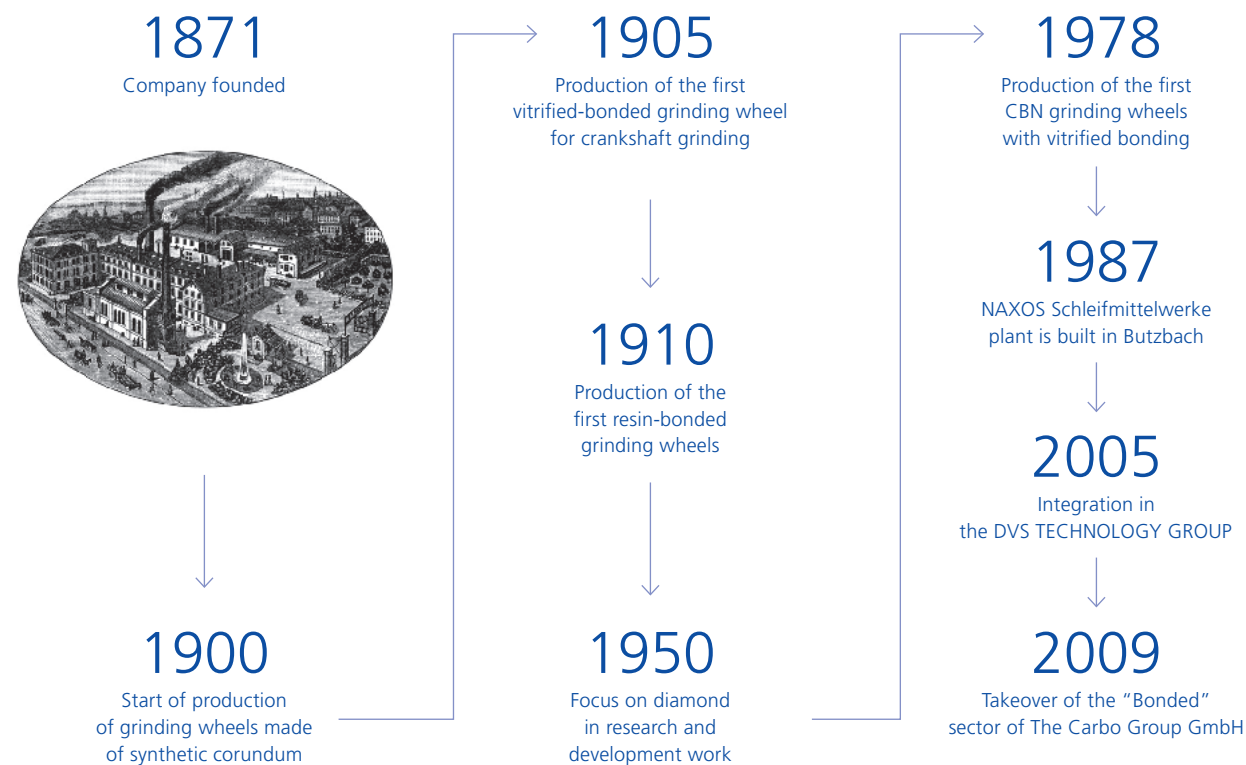 1871
Company founded
1900
Start of production
of grinding wheels made
of synthetic corundum
1905
Production of the first
vitrified-bonded grinding wheel
for crankshaft grinding
1910
Production of the
first resin-bonded
grinding wheels
1950
Focus on diamond
in research and
development work
1978
Production of the first
CBN grinding wheels
with vitrified bonding
1987
NAXOS Schleifmittelwerke
plant is built in Butzbach
2005
Integration in
the DVS TECHNOLOGY GROUP
2009
Takeover of the “Bonded”
sector of The Carbo Group GmbH